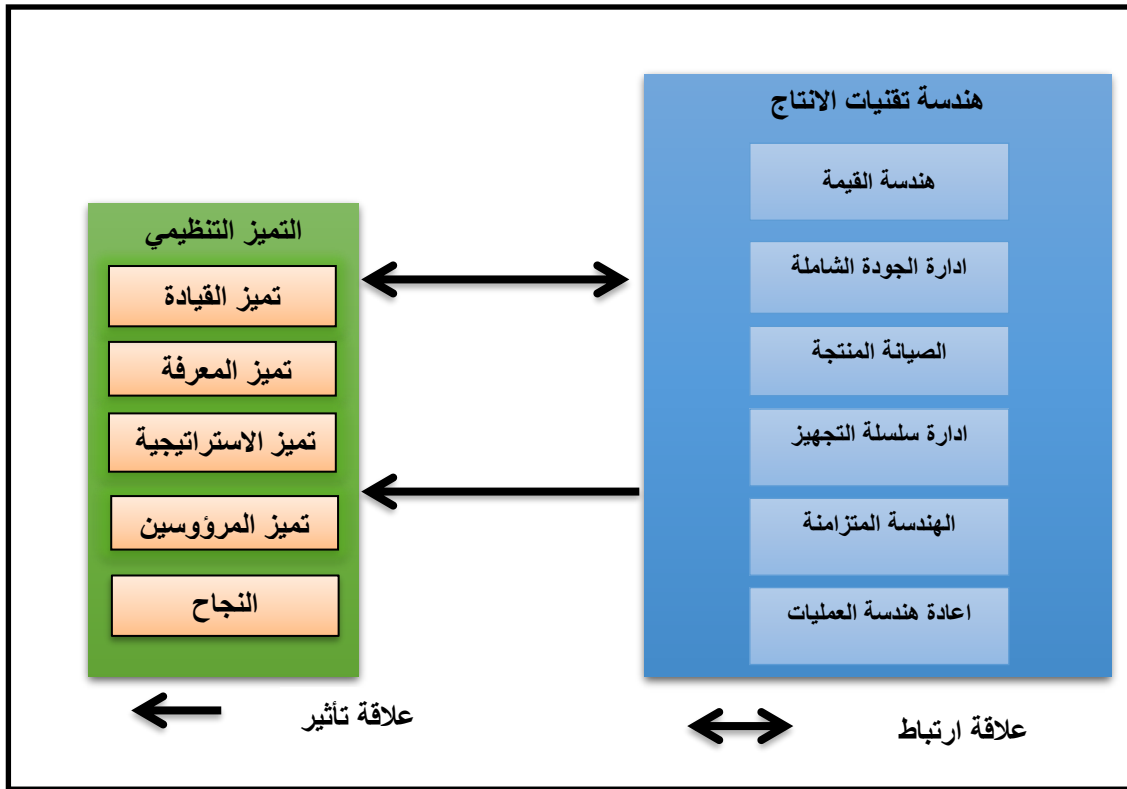 هندسة تقنيات الانتاج
هندسة القيمة
ادارة الجودة الشاملة
الصيانة المنتجة
ادارة سلسلة التجهيز
الهندسة المتزامنة
اعادة هندسة العمليات
التميز التنظيمي
تميز القيادة
تميز المعرفة
تميز الاستراتيجية
تميز المرؤوسين
النجاح
علاقة ارتباط
علاقة تأثير